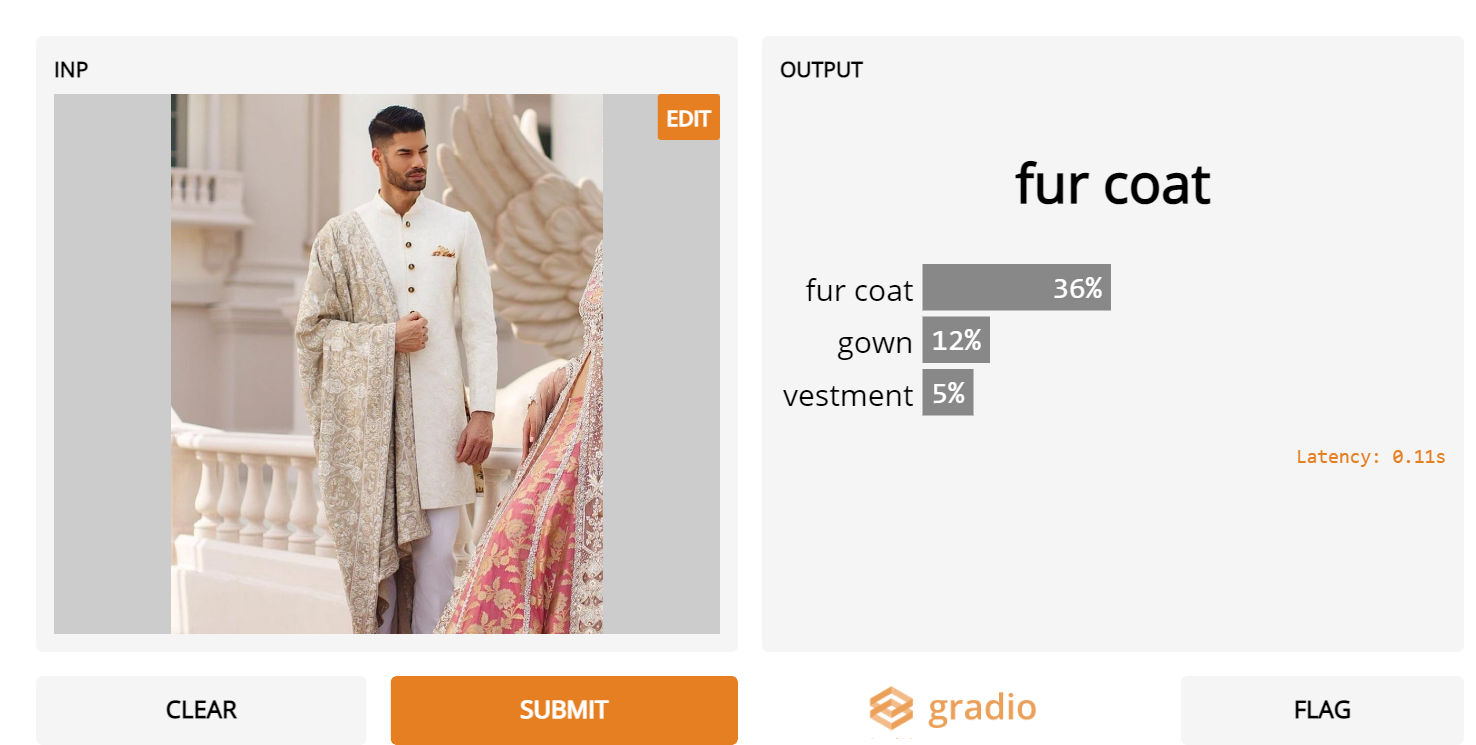 INP
EDIT
OUTPUT
fur coat
fur coat 36%
gown 12%
vestment 5%
Latency: 0.11s
CLEAR
SUBMIT
gradio
FLAG